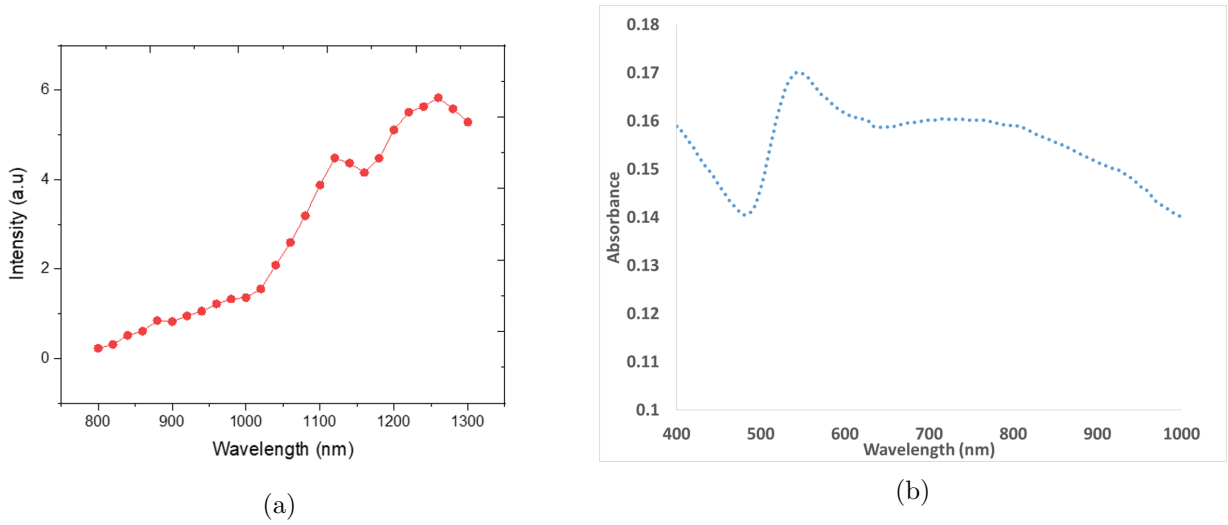 6
4
2
0
Intensity (a.u)
800 900 1000 1100 1200 1300
Wavelength (nm)
(a)
0.18
0.17
0.16
0.15
0.14
0.13
0.12
0.11
0.1
Absorbance
400 500 600 700 800 900 1000
Wavelength (nm)
(b)